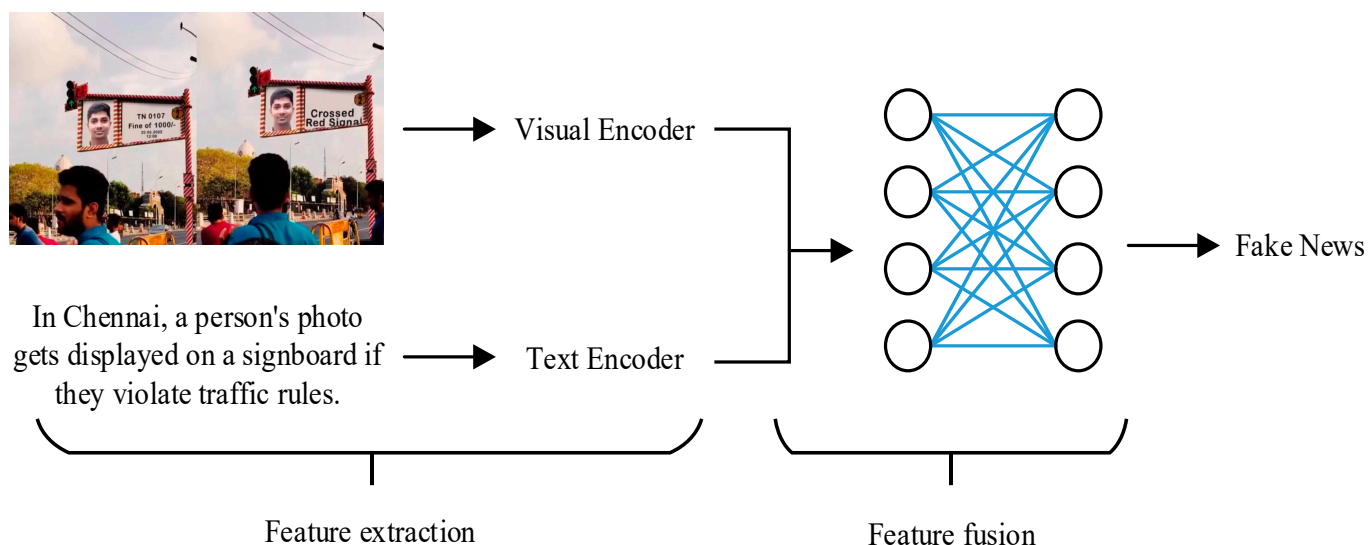 TN 0107
Fine of 1000/-
Crossed
Red Signal
Visual Encoder
Fake News
In Chennai, a person's photo
gets displayed on a signboard if
they violate traffic rules.
Text Encoder
Feature extraction
Feature fusion